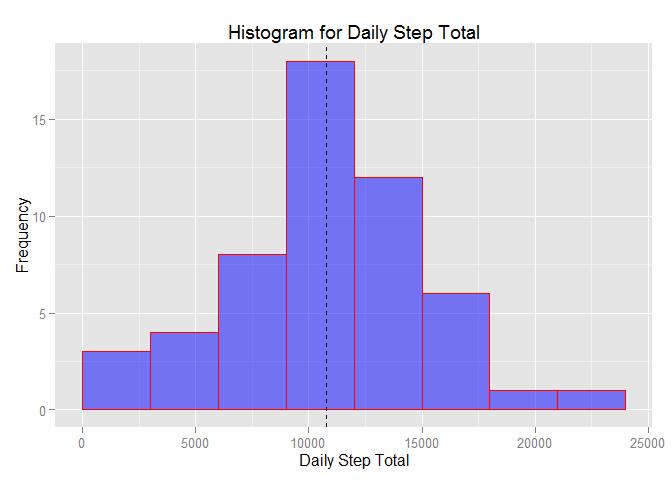 Histogram for Daily Step Total
Frequency
15
10
5
0
0 5000 10000 15000 20000 25000
Daily Step Total